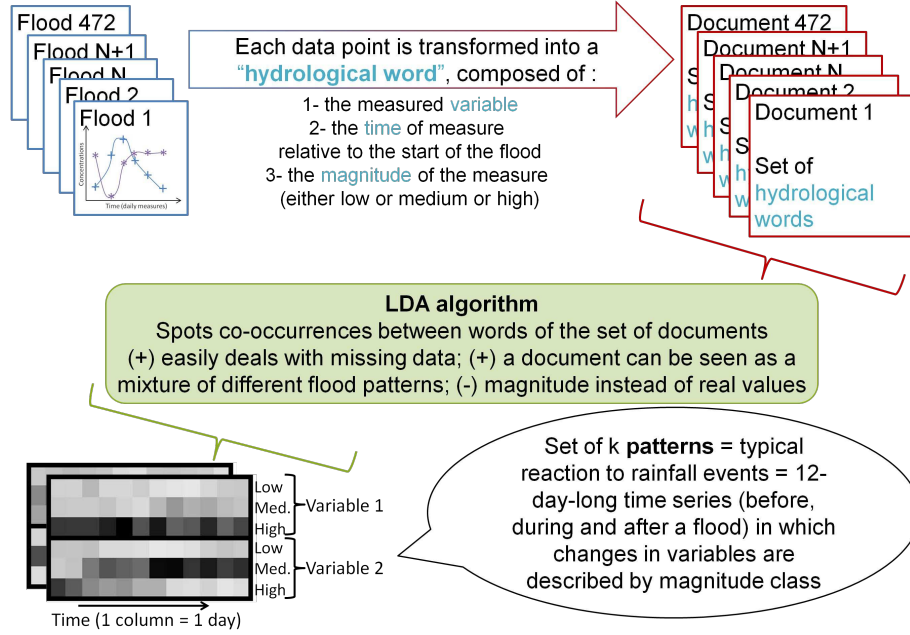 Flood 472
Flood N+1
Flood N
Flood 2
Flood 1
Concentrations
Time (daily measures)
Each data point is transformed into a
“hydrological word”, composed of :
1- the measured variable
2- the time of measure
relative to the start of the flood
3- the magnitude of the measure
(either low or medium or high)
Document 472
Document N+1
Document N
Document 2
Document 1
Set of
hydrological
words
LDA algorithm
Spots co-occurrences between words of the set of documents
(+) easily deals with missing data; (+) a document can be seen as a
mixture of different flood patterns; (-) magnitude instead of real values
Set of k patterns = typical
reaction to rainfall events = 12-
day-long time series (before,
during and after a flood) in which
changes in variables are
described by magnitude class
Low
Med.
High
Variable 1
Low
Med.
High
Variable 2
Time (1 column = 1 day)